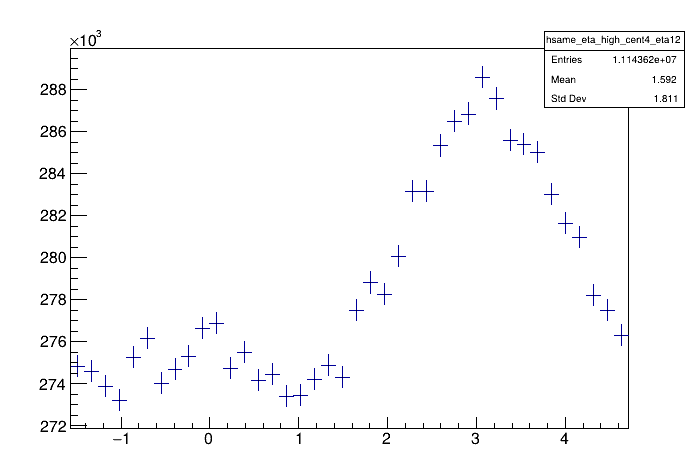 ×10³
hsame_eta_high_cent4_eta12
Entries 1.114362e+07
Mean 1.592
Std Dev 1.811
288
286
284
282
280
278
276
274
272
−1 0 1 2 3 4